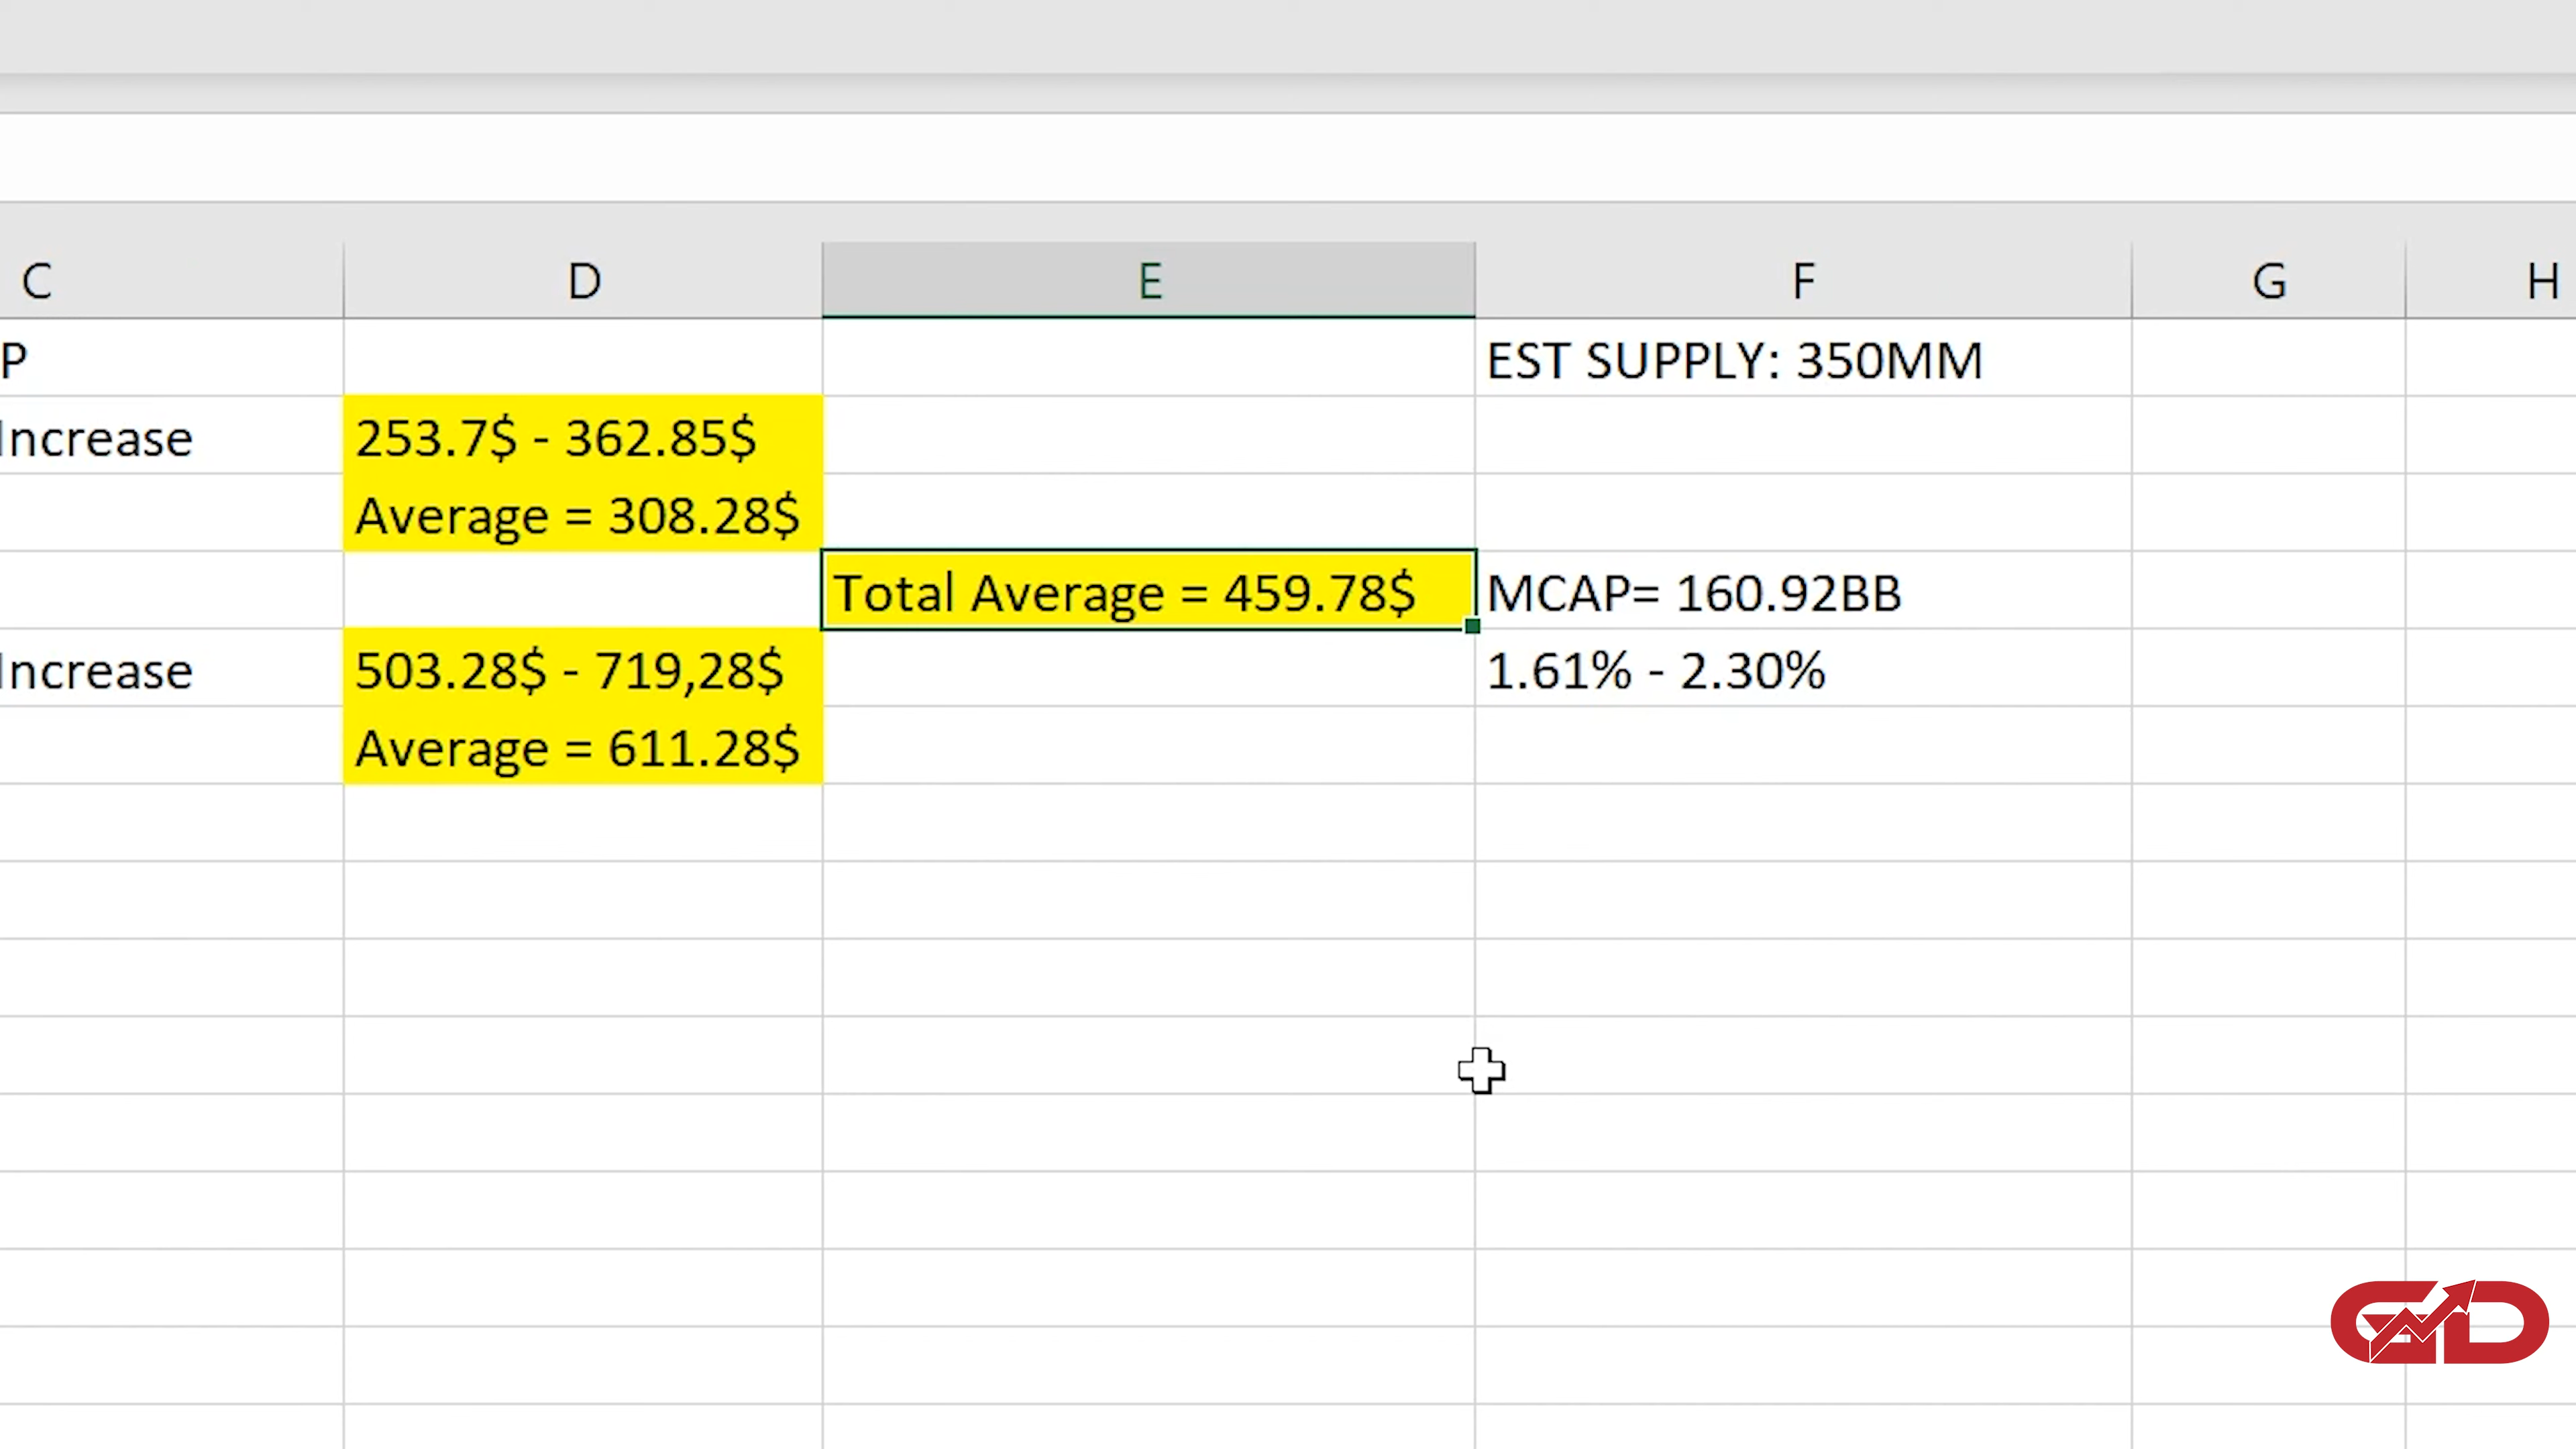 C D E F G H
P EST SUPPLY: 350MM
Increase 253.7$ - 362.85$
Average = 308.28$
Total Average = 459.78$ MCAP= 160.92BB
Increase 503.28$ - 719,28$ 1.61% - 2.30%
Average = 611.28$
GD